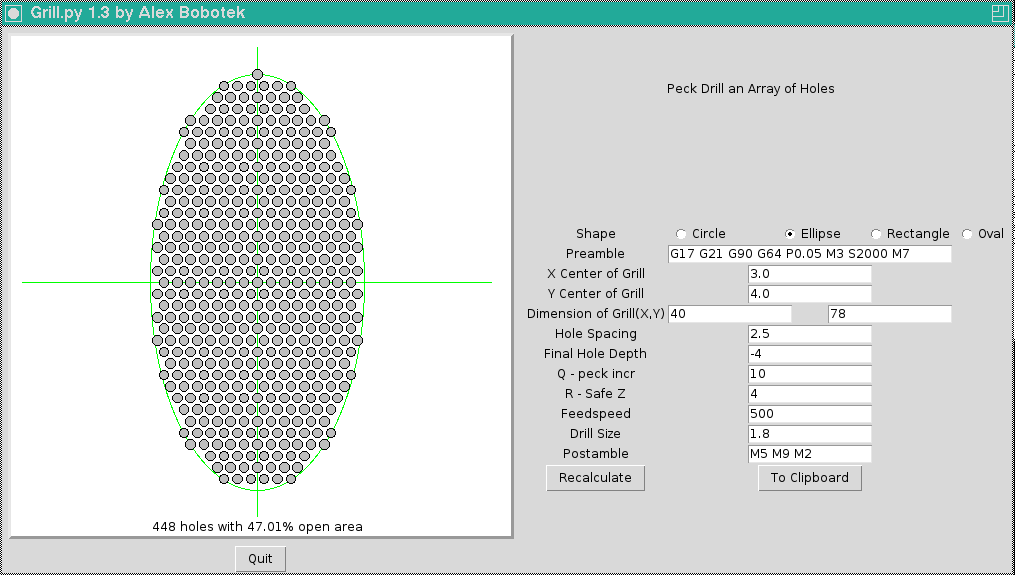 Grill.py 1.3 by Alex Bobotek
Peck Drill an Array of Holes
Shape Circle Ellipse Rectangle Oval
Preamble G17 G21 G90 G64 P0.05 M3 S2000 M7
X Center of Grill 3.0
Y Center of Grill 4.0
Dimension of Grill(X,Y) 40 78
Hole Spacing 2.5
Final Hole Depth -4
Q - peck incr 10
R - Safe Z 4
Feedspeed 500
Drill Size 1.8
Postamble M5 M9 M2
Recalculate To Clipboard
448 holes with 47.01% open area
Quit